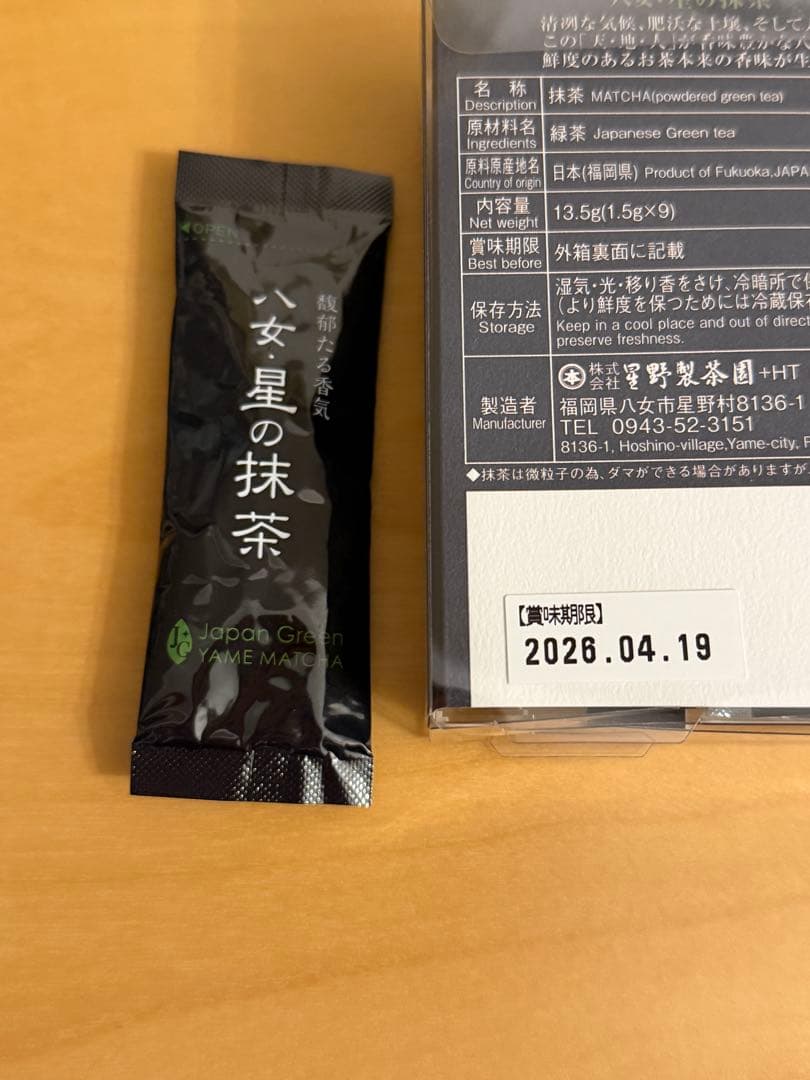 ◀OPEN
馥郁たる香気
八女・星の抹茶
JG
Japan Green
YAME MATCHA
八女・星の抹茶
清冽な気候、肥沃な土壌、そして
この「天・地・人」が香味豊かな
鮮度のあるお茶本来の香味が生
名 称 Description 抹茶 MATCHA(powdered green tea)
原材料名 Ingredients 緑茶 Japanese Green tea
原料原産地名 Country of origin 日本(福岡県) Product of Fukuoka,JAPA
内容量 Net weight 13.5g(1.5g×9)
賞味期限 Best before 外箱裏面に記載
保存方法 Storage
湿気・光・移り香をさけ、冷暗所で
(より鮮度を保つためには冷蔵保
Keep in a cool place and out of direct
preserve freshness.
製造者 Manufacturer
株式会社 星野製茶園 +HT
福岡県八女市星野村8136-1
TEL 0943-52-3151
8136-1, Hoshino-village,Yame-city,
◆抹茶は微粒子の為、ダマができる場合がありますが、
【賞味期限】
2026.04.19